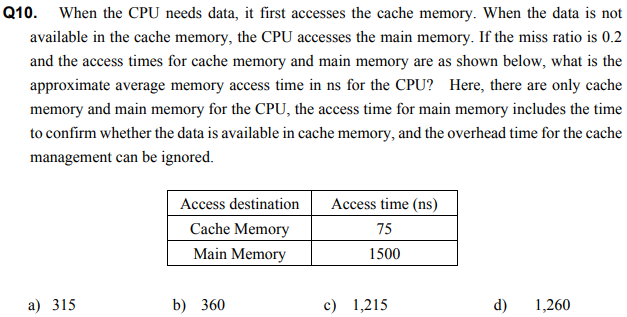 Q10. When the CPU needs data, it first accesses the cache memory. When the data is not
available in the cache memory, the CPU accesses the main memory. If the miss ratio is 0.2
and the access times for cache memory and main memory are as shown below, what is the
approximate average memory access time in ns for the CPU? Here, there are only cache
memory and main memory for the CPU, the access time for main memory includes the time
to confirm whether the data is available in cache memory, and the overhead time for the cache
management can be ignored.
Access destination Access time (ns)
Cache Memory 75
Main Memory 1500
a) 315 b) 360 c) 1,215 d) 1,260